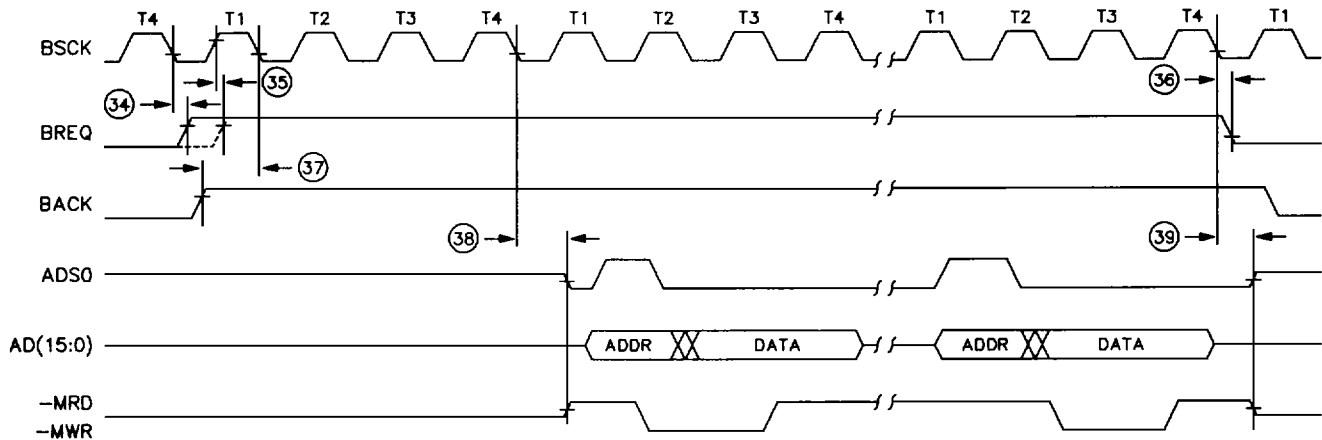 T4 T1 T2 T3 T4 T1 T2 T3 T4 T1 T2 T3 T4 T1
BSCK
35
36
34
BREQ
37
BACK
38
39
ADS0
AD(15:0) ADDR DATA ADDR DATA
-MRD
-MWR